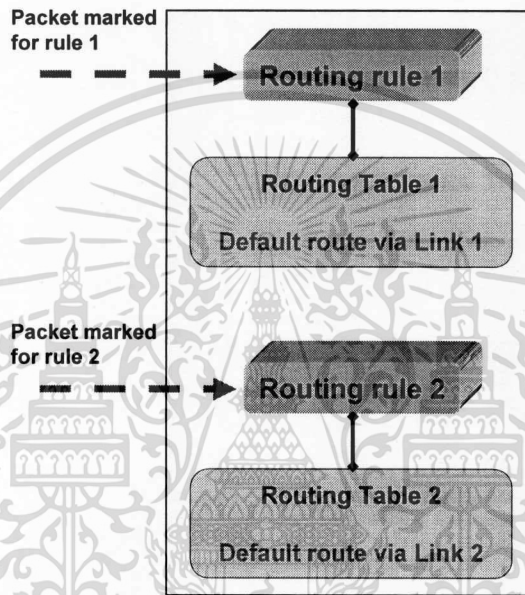 Packet marked
for rule 1
Routing rule 1
Routing Table 1
Default route via Link 1
Packet marked
for rule 2
Routing rule 2
Routing Table 2
Default route via Link 2